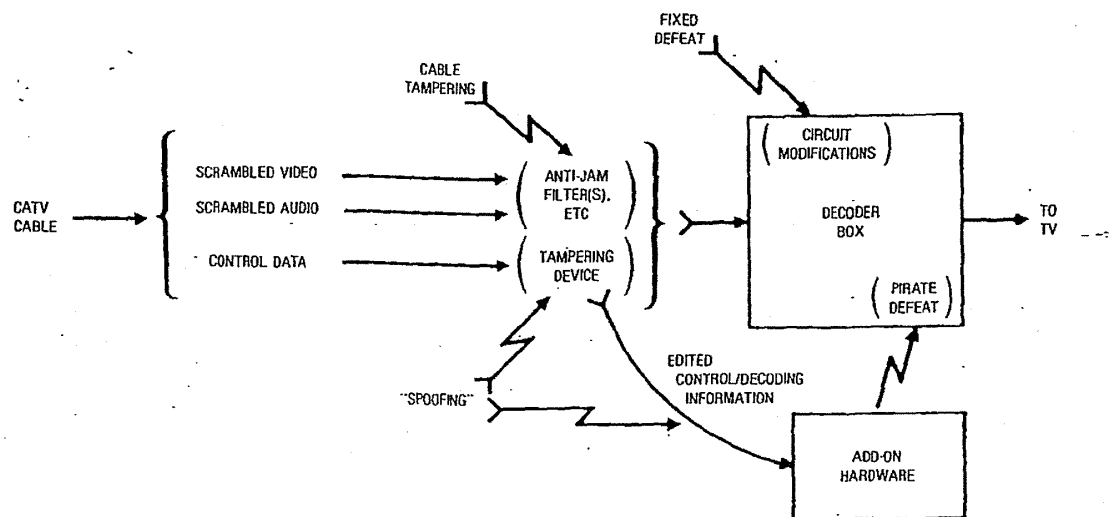 FIXED
DEFEAT
CABLE
TAMPERING
CATV
CABLE
SCRAMBLED VIDEO
SCRAMBLED AUDIO
CONTROL DATA
ANTI-JAM
FILTER(S),
ETC
TAMPERING
DEVICE
CIRCUIT
MODIFICATIONS
DECODER
BOX
PIRATE
DEFEAT
TO
TV
"SPOOFING"
EDITED
CONTROL/DECODING
INFORMATION
ADD-ON
HARDWARE